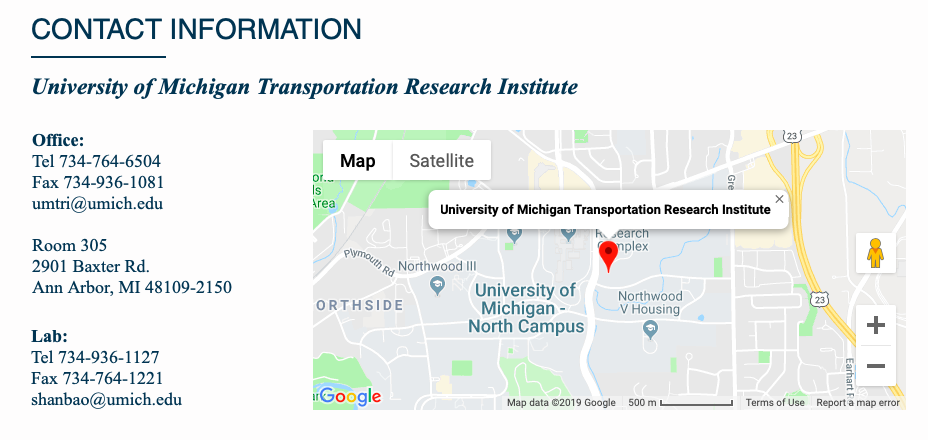 CONTACT INFORMATION
University of Michigan Transportation Research Institute
Office:
Tel 734-764-6504
Fax 734-936-1081
umtri@umich.edu
Room 305
2901 Baxter Rd.
Ann Arbor, MI 48109-2150
Lab:
Tel 734-936-1127
Fax 734-764-1221
shanbao@umich.edu
Map
Satellite
23
University of Michigan Transportation Research Institute
Area
Plymouth Rd
Northwood III
ORTHSIDE
University of
Michigan -
North Campus
Northwood
V Housing
23
Earhart
Google
Map data ©2019 Google
500 m
Terms of Use
Report a map error